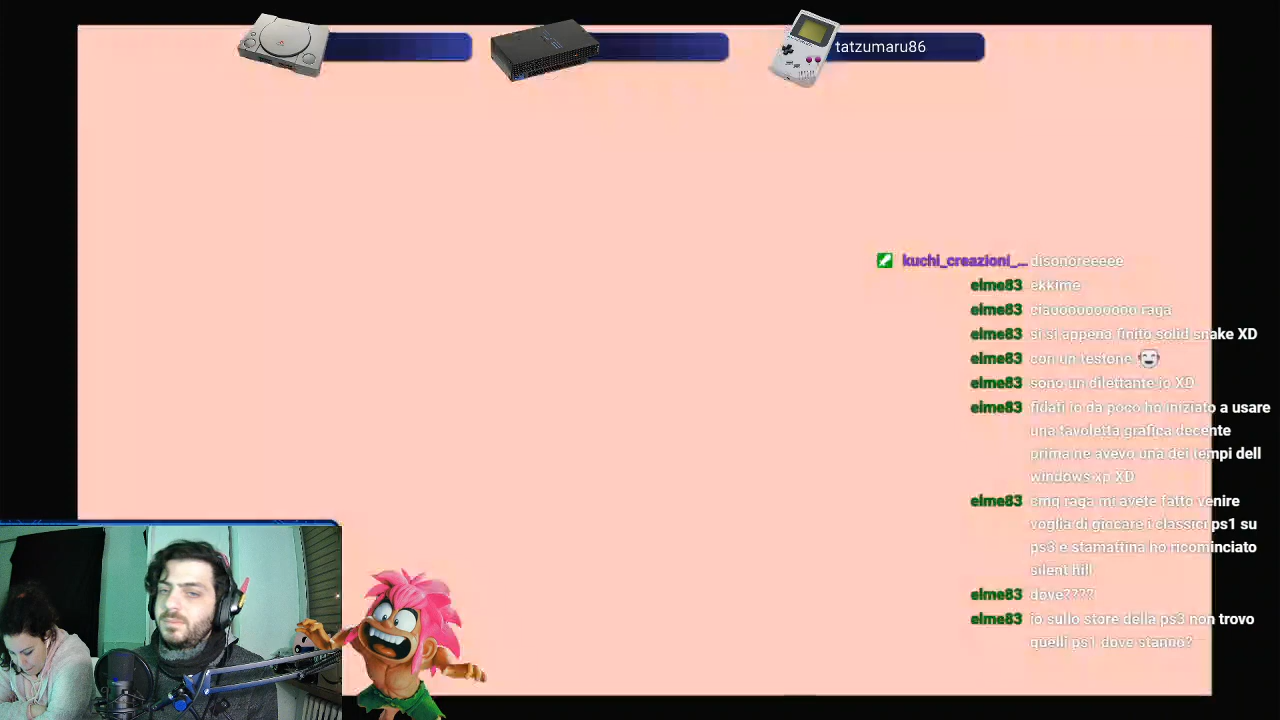 tatzumaru86
kuchi_creazioni_... disonoreeeee
elme83 ekkime
elme83 ciauoooooooou raga
elme83 si si appena finito solid snake XD
elme83 con un testone
elme83 sono un dilettante io XD
elme83 fidati io da poco ho iniziato a usare
una tavoletta grafica decente
prima ne avevo una dei tempi dell
windows xp XD
elme83 cmq raga mi avete fatto venire
voglia di giocare i classici ps1 su
ps3 e stamattina ho ricominciato
silent hill
elme83 dove????
elme83 io sullo store della ps3 non trovo
quelli ps1 dove stanno?